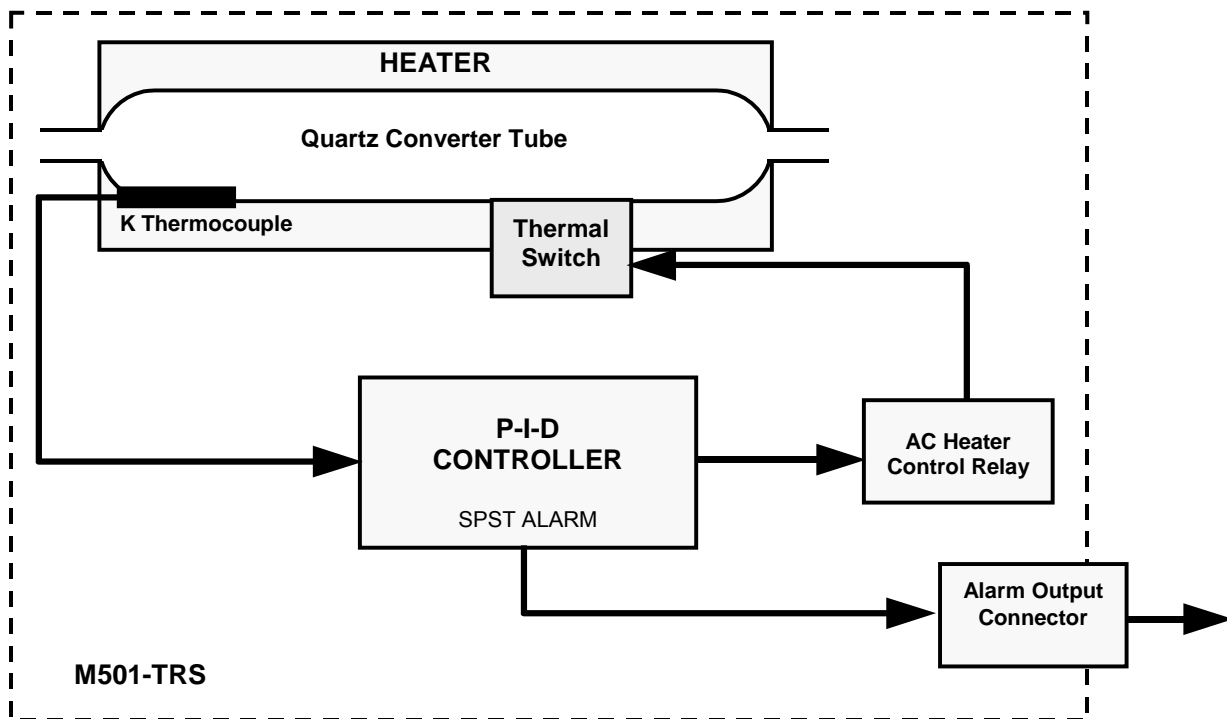 HEATER
Quartz Converter Tube
K Thermocouple
Thermal
Switch
P-I-D
CONTROLLER
SPST ALARM
AC Heater
Control Relay
Alarm Output
Connector
M501-TRS